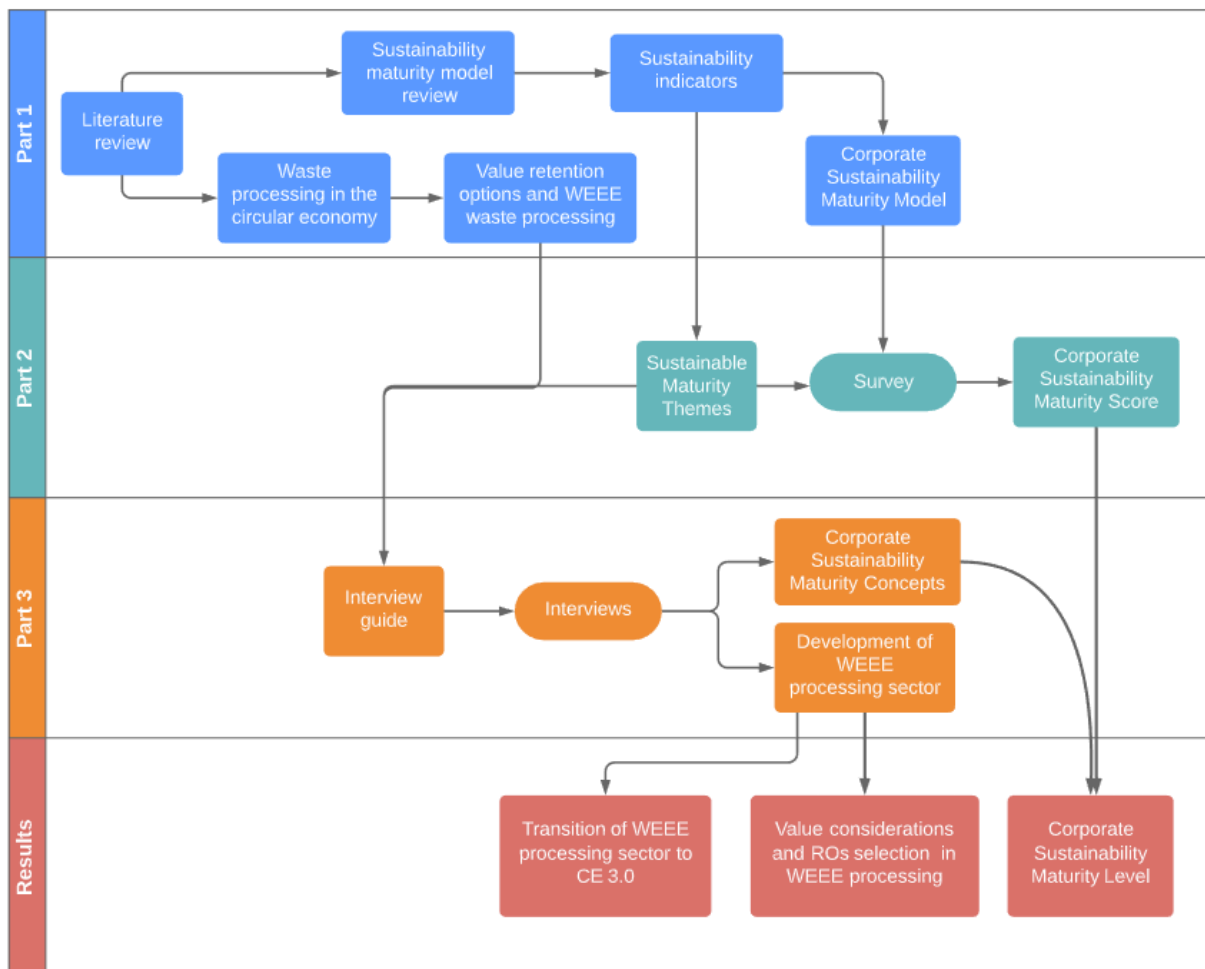 Part 1
Literature
review
Sustainability
maturity model
review
Sustainability
indicators
Waste
processing in the
circular economy
Value retention
options and WEEE
waste processing
Corporate
Sustainability
Maturity Model
Part 2
Sustainable
Maturity
Themes
Survey
Corporate
Sustainability
Maturity Score
Part 3
Interview
guide
Interviews
Corporate
Sustainability
Maturity Concepts
Development of
WEEE
processing sector
Results
Transition of WEEE
processing sector to
CE 3.0
Value considerations
and ROs selection in
WEEE processing
Corporate
Sustainability
Maturity Level